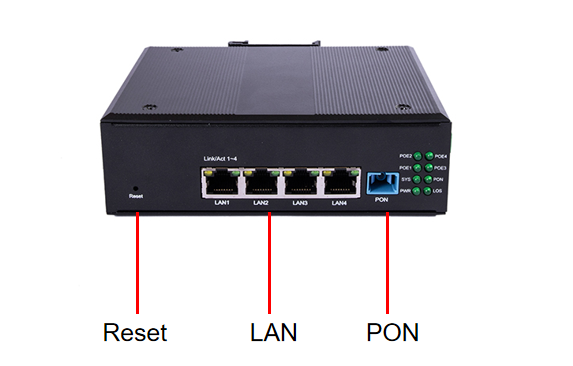 Link/Act 1~4
POE2 POE4
POE1 POE3
SYS PON
PWR LOS
Reset
LAN1 LAN2 LAN3 LAN4 PON
Reset LAN PON